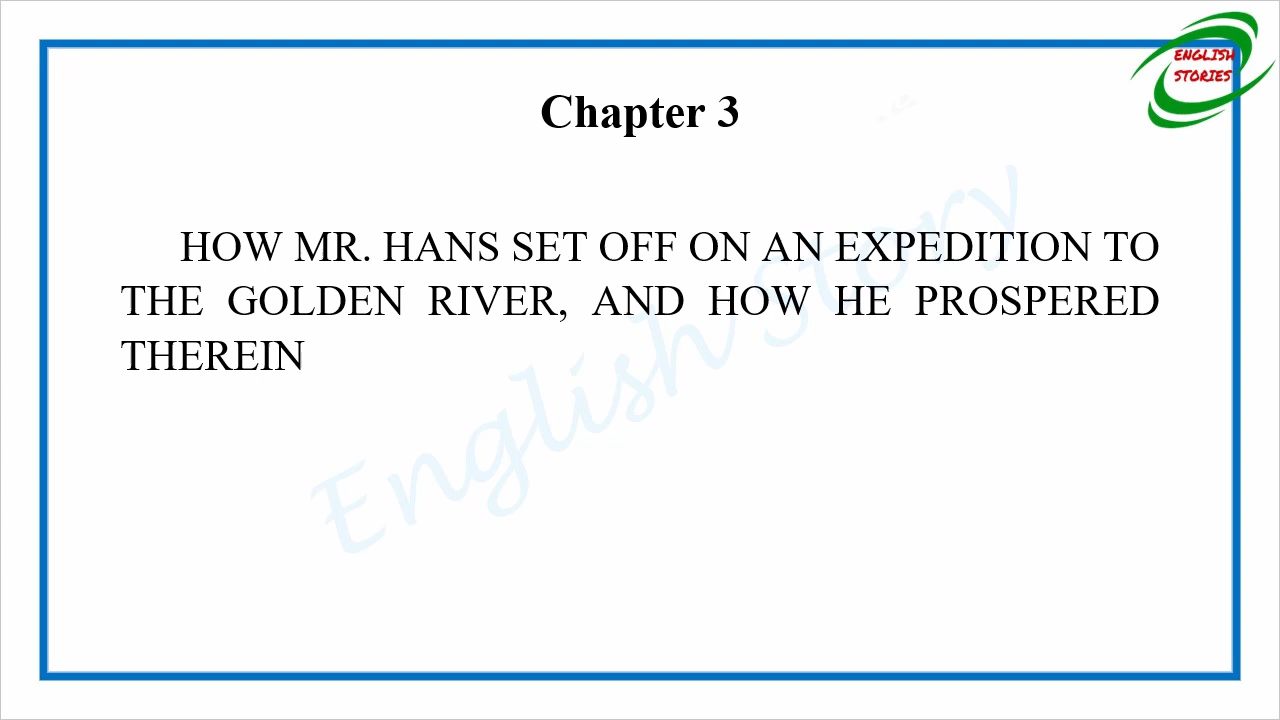 ENGLISH
STORIES
Chapter 3
HOW MR. HANS SET OFF ON AN EXPEDITION TO
THE GOLDEN RIVER, AND HOW HE PROSPERED
THEREIN
English Story